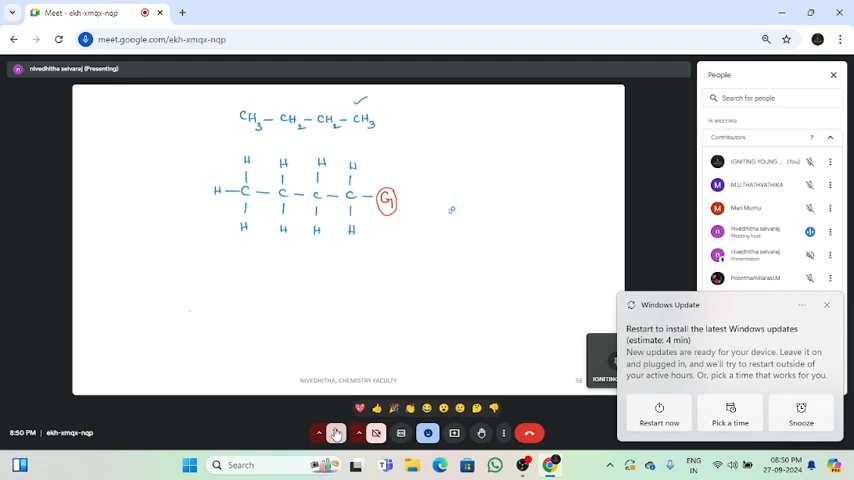 Meet - ekh-xmqx-nqp
meet.google.com/ekh-xmqx-nqp
nivedhitha selvaraj (Presenting)
CH3 – CH2 – CH2 – CH3
H H H H
H – C – C – C – C – G
H H H H
NIVEDHITHA, CHEMISTRY FACULTY 56
People
Search for people
IN MEETING
Contributors 7
IGNITING YOUNG ... (You)
M.U THATHVATHIKA
Mari Muthu
nivedhitha selvaraj
Meeting host
nivedhitha selvaraj
Presentation
Poonthamilarasi.M
IGNITIN
Windows Update
Restart to install the latest Windows updates
(estimate: 4 min)
New updates are ready for your device. Leave it on
and plugged in, and we'll try to restart outside of
your active hours. Or, pick a time that works for you.
Restart now Pick a time Snooze
8:50 PM | ekh-xmqx-nqp
Search
ENG
IN
08:50 PM
27-09-2024